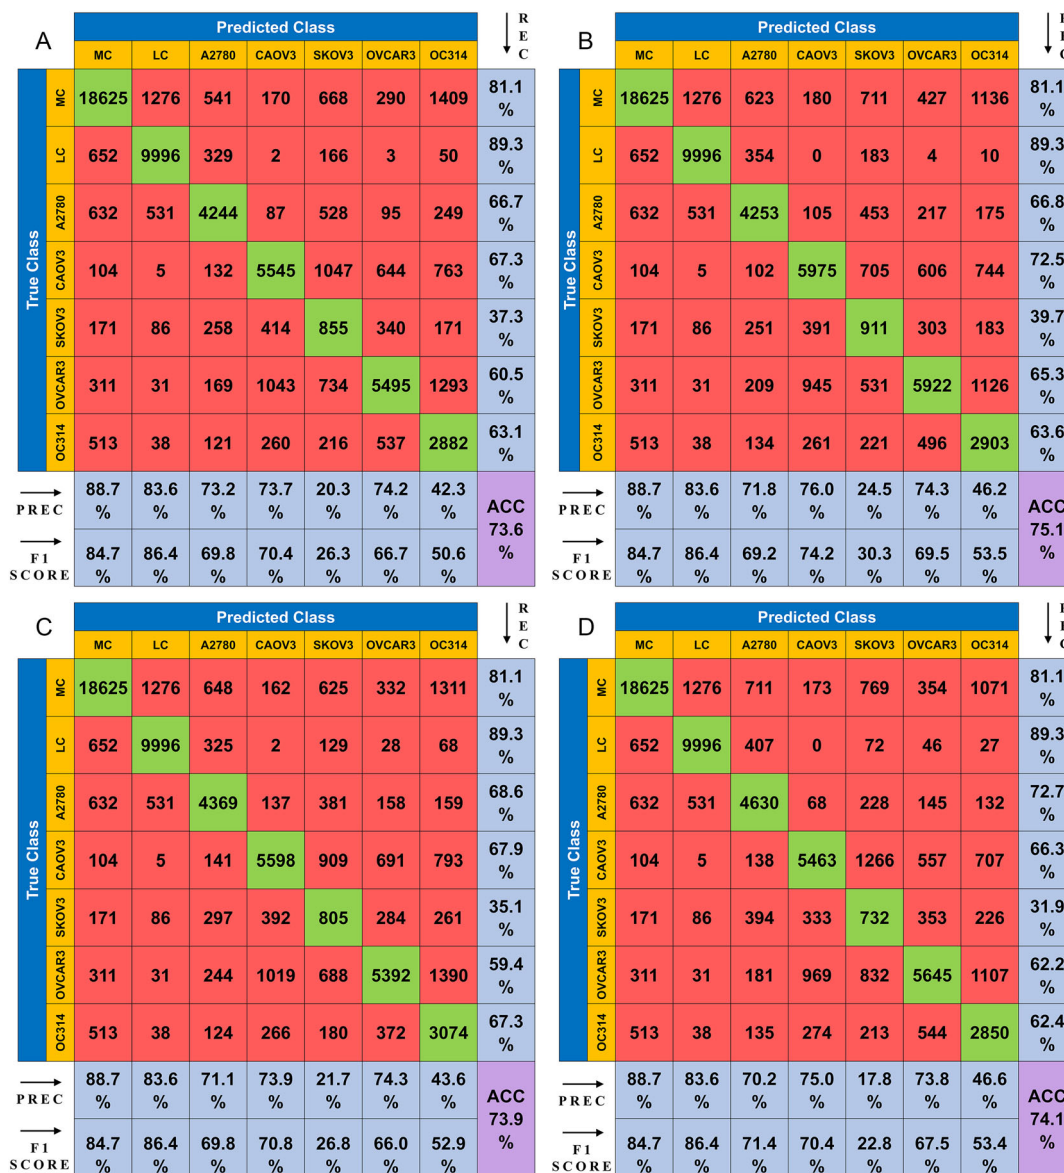 A
Predicted Class
R
E
C
MC LC A2780 CAOV3 SKOV3 OVCAR3 OC314
True Class
MC 18625 1276 541 170 668 290 1409 81.1 %
LC 652 9996 329 2 166 3 50 89.3 %
A2780 632 531 4244 87 528 95 249 66.7 %
CAOV3 104 5 132 5545 1047 644 763 67.3 %
SKOV3 171 86 258 414 855 340 171 37.3 %
OVCAR3 311 31 169 1043 734 5495 1293 60.5 %
OC314 513 38 121 260 216 537 2882 63.1 %
PREC 88.7 % 83.6 % 73.2 % 73.7 % 20.3 % 74.2 % 42.3 %
F1 SCORE 84.7 % 86.4 % 69.8 % 70.4 % 26.3 % 66.7 % 50.6 %
ACC 73.6 %
B
Predicted Class
MC LC A2780 CAOV3 SKOV3 OVCAR3 OC314
True Class
MC 18625 1276 623 180 711 427 1136 81.1 %
LC 652 9996 354 0 183 4 10 89.3 %
A2780 632 531 4253 105 453 217 175 66.8 %
CAOV3 104 5 102 5975 705 606 744 72.5 %
SKOV3 171 86 251 391 911 303 183 39.7 %
OVCAR3 311 31 209 945 531 5922 1126 65.3 %
OC314 513 38 134 261 221 496 2903 63.6 %
PREC 88.7 % 83.6 % 71.8 % 76.0 % 24.5 % 74.3 % 46.2 %
F1 SCORE 84.7 % 86.4 % 69.2 % 74.2 % 30.3 % 69.5 % 53.5 %
ACC 75.1 %
C
Predicted Class
R
E
C
MC LC A2780 CAOV3 SKOV3 OVCAR3 OC314
True Class
MC 18625 1276 648 162 625 332 1311 81.1 %
LC 652 9996 325 2 129 28 68 89.3 %
A2780 632 531 4369 137 381 158 159 68.6 %
CAOV3 104 5 141 5598 909 691 793 67.9 %
SKOV3 171 86 297 392 805 284 261 35.1 %
OVCAR3 311 31 244 1019 688 5392 1390 59.4 %
OC314 513 38 124 266 180 372 3074 67.3 %
PREC 88.7 % 83.6 % 71.1 % 73.9 % 21.7 % 74.3 % 43.6 %
F1 SCORE 84.7 % 86.4 % 69.8 % 70.8 % 26.8 % 66.0 % 52.9 %
ACC 73.9 %
D
Predicted Class
MC LC A2780 CAOV3 SKOV3 OVCAR3 OC314
True Class
MC 18625 1276 711 173 769 354 1071 81.1 %
LC 652 9996 407 0 72 46 27 89.3 %
A2780 632 531 4630 68 228 145 132 72.7 %
CAOV3 104 5 138 5463 1266 557 707 66.3 %
SKOV3 171 86 394 333 732 353 226 31.9 %
OVCAR3 311 31 181 969 832 5645 1107 62.2 %
OC314 513 38 135 274 213 544 2850 62.4 %
PREC 88.7 % 83.6 % 70.2 % 75.0 % 17.8 % 73.8 % 46.6 %
F1 SCORE 84.7 % 86.4 % 71.4 % 70.4 % 22.8 % 67.5 % 53.4 %
ACC 74.1 %